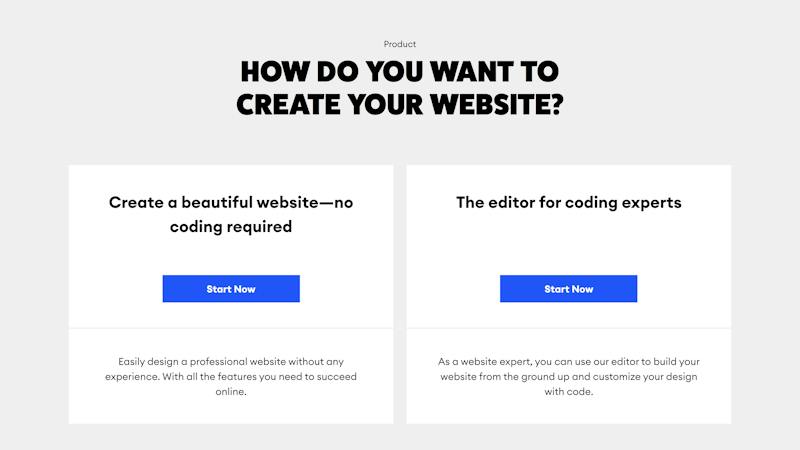 Product
HOW DO YOU WANT TO
CREATE YOUR WEBSITE?
Create a beautiful website—no
coding required
Start Now
Easily design a professional website without any
experience. With all the features you need to succeed
online.
The editor for coding experts
Start Now
As a website expert, you can use our editor to build your
website from the ground up and customize your design
with code.